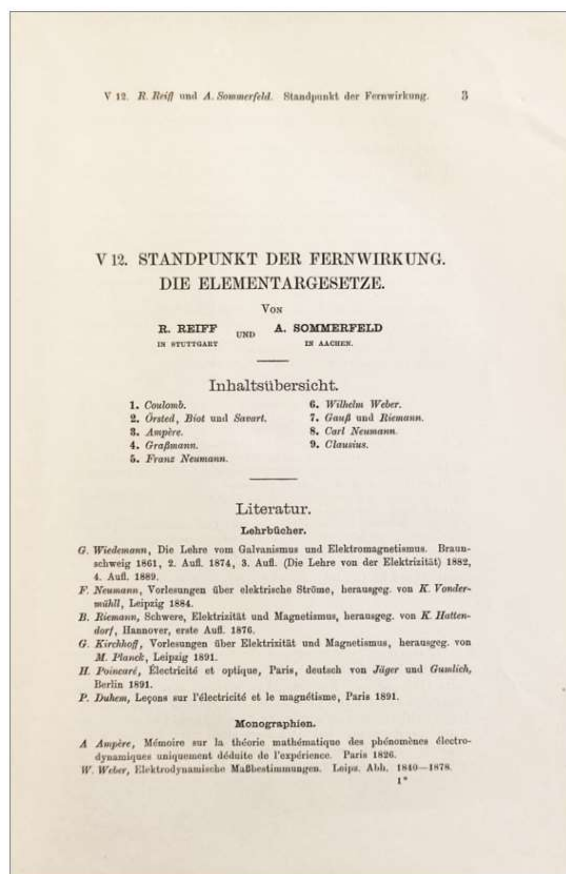 V 12. R. Reiff und A. Sommerfeld. Standpunkt der Fernwirkung. 3
V 12. STANDPUNKT DER FERNWIRKUNG.
DIE ELEMENTARGESETZE.
VON
R. REIFF UND A. SOMMERFELD
IN STUTTGART IN AACHEN.
Inhaltsübersicht.
1. Coulomb.
2. Örsted, Biot und Savart.
3. Ampère.
4. Graßmann.
5. Franz Neumann.
6. Wilhelm Weber.
7. Gauß und Riemann.
8. Carl Neumann.
9. Clausius.
Literatur.
Lehrbücher.
G. Wiedemann, Die Lehre vom Galvanismus und Elektromagnetismus. Braun-
schweig 1861, 2. Aufl. 1874, 3. Aufl. (Die Lehre von der Elektrizität) 1882,
4. Aufl. 1889.
F. Neumann, Vorlesungen über elektrische Ströme, herausgeg. von K. Vonder-
mühll, Leipzig 1884.
B. Riemann, Schwere, Elektrizität und Magnetismus, herausgeg. von K. Hatten-
dorf, Hannover, erste Aufl. 1876.
G. Kirchhoff, Vorlesungen über Elektrizität und Magnetismus, herausgeg. von
M. Planck, Leipzig 1891.
H. Poincaré, Électricité et optique, Paris, deutsch von Jäger und Gumlich,
Berlin 1891.
P. Duhem, Leçons sur l'électricité et le magnétisme, Paris 1891.
Monographien.
A Ampère, Mémoire sur la théorie mathématique des phénomènes électro-
dynamiques uniquement déduite de l'expérience. Paris 1826.
W. Weber, Elektrodynamische Maßbestimmungen. Leipz. Abh. 1840—1878.
1*